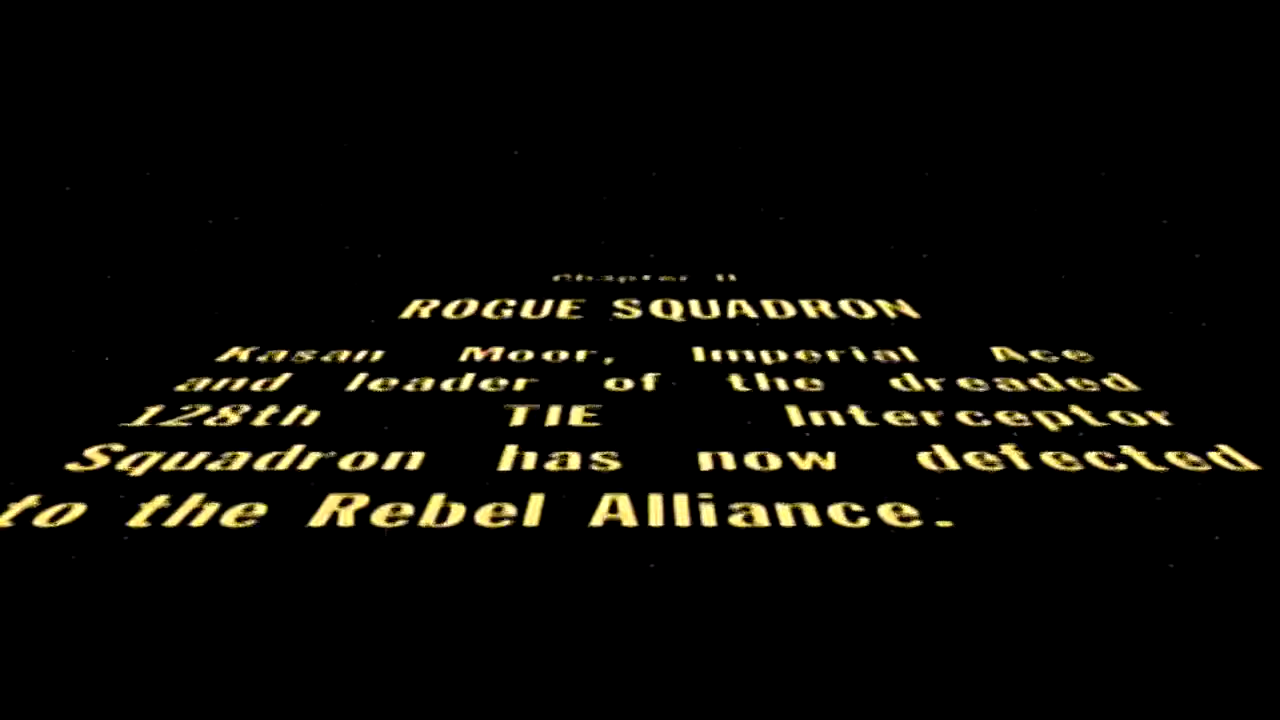 Chapter II
ROGUE SQUADRON
Kasan Moor, Imperial Ace
and leader of the dreaded
128th TIE Interceptor
Squadron has now defected
to the Rebel Alliance.